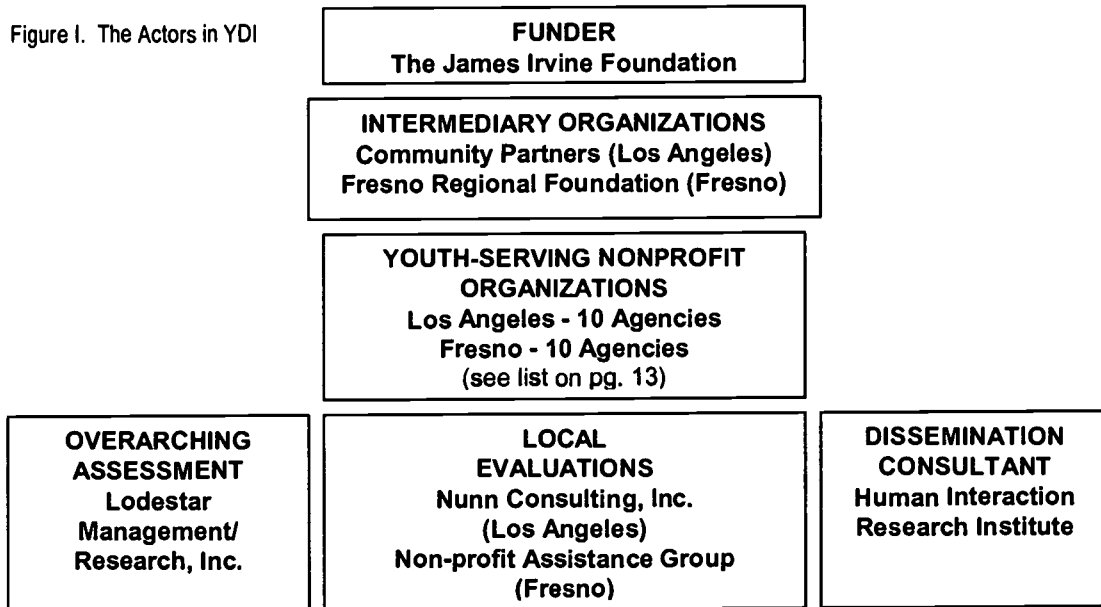 Figure I. The Actors in YDI
FUNDER
The James Irvine Foundation
INTERMEDIARY ORGANIZATIONS
Community Partners (Los Angeles)
Fresno Regional Foundation (Fresno)
YOUTH-SERVING NONPROFIT
ORGANIZATIONS
Los Angeles - 10 Agencies
Fresno - 10 Agencies
(see list on pg. 13)
OVERARCHING
ASSESSMENT
Lodestar
Management/
Research, Inc.
LOCAL
EVALUATIONS
Nunn Consulting, Inc.
(Los Angeles)
Non-profit Assistance Group
(Fresno)
DISSEMINATION
CONSULTANT
Human Interaction
Research Institute